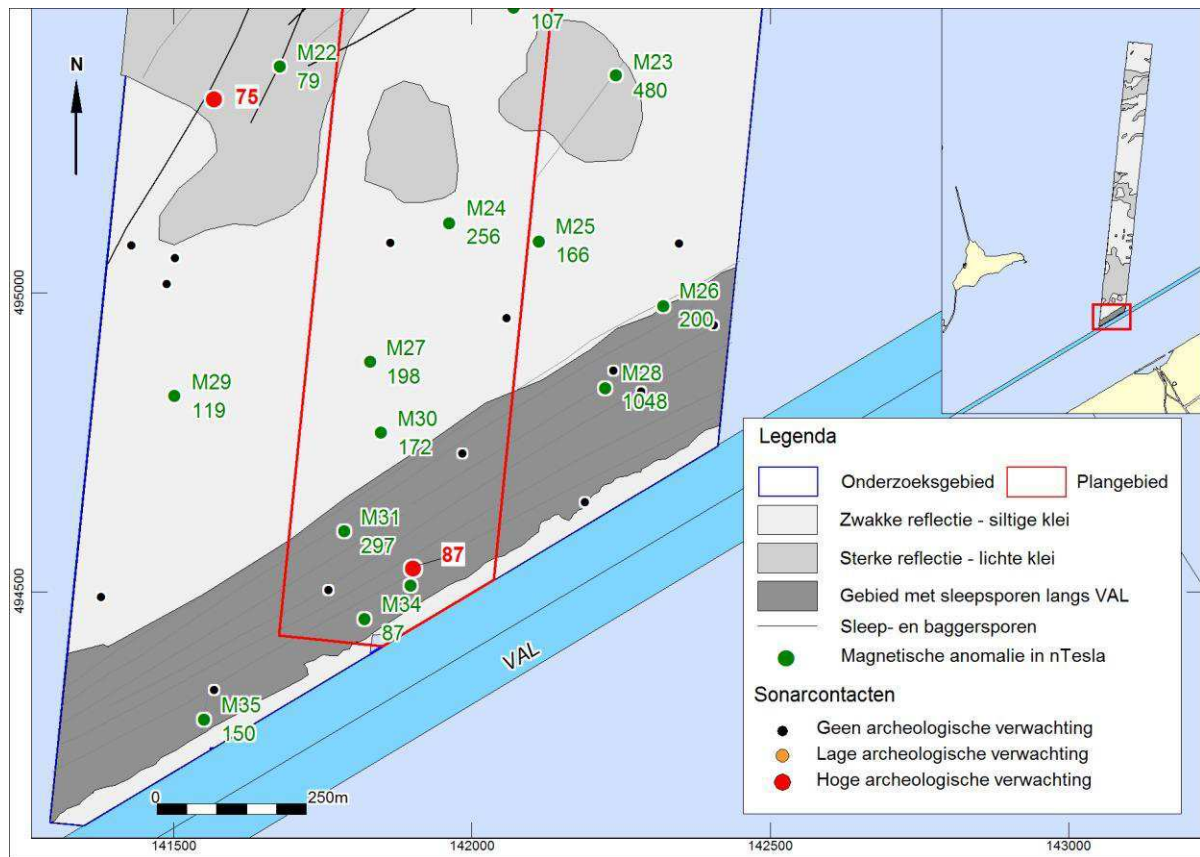 107
M22
79
M23
480
N
75
M24
256
M25
166
M26
200
M27
198
M28
1048
M29
119
M30
172
M31
297
87
M34
87
M35
150
VAL
495000
494500
0 250m
141500 142000 142500 143000
Legenda
Onderzoeksgebied Plangebied
Zwakke reflectie - siltige klei
Sterke reflectie - lichte klei
Gebied met sleepsporen langs VAL
Sleep- en baggersporen
Magnetische anomalie in nTesla
Sonarcontacten
Geen archeologische verwachting
Lage archeologische verwachting
Hoge archeologische verwachting